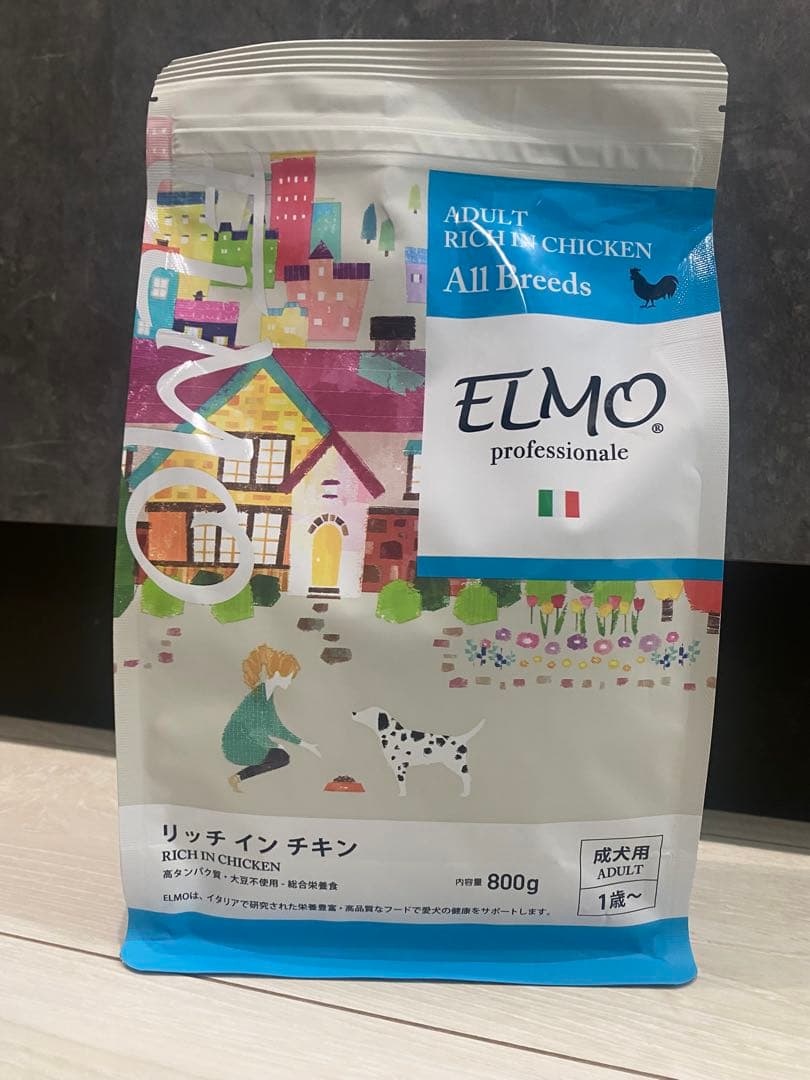 ADULT
RICH IN CHICKEN
All Breeds
ELMO®
professionale
ELMO
リッチ イン チキン
RICH IN CHICKEN
高タンパク質・大豆不使用 - 総合栄養食
内容量 800g
ELMOは、イタリアで研究された栄養豊富・高品質なフードで愛犬の健康をサポートします。
成犬用
ADULT
1歳～